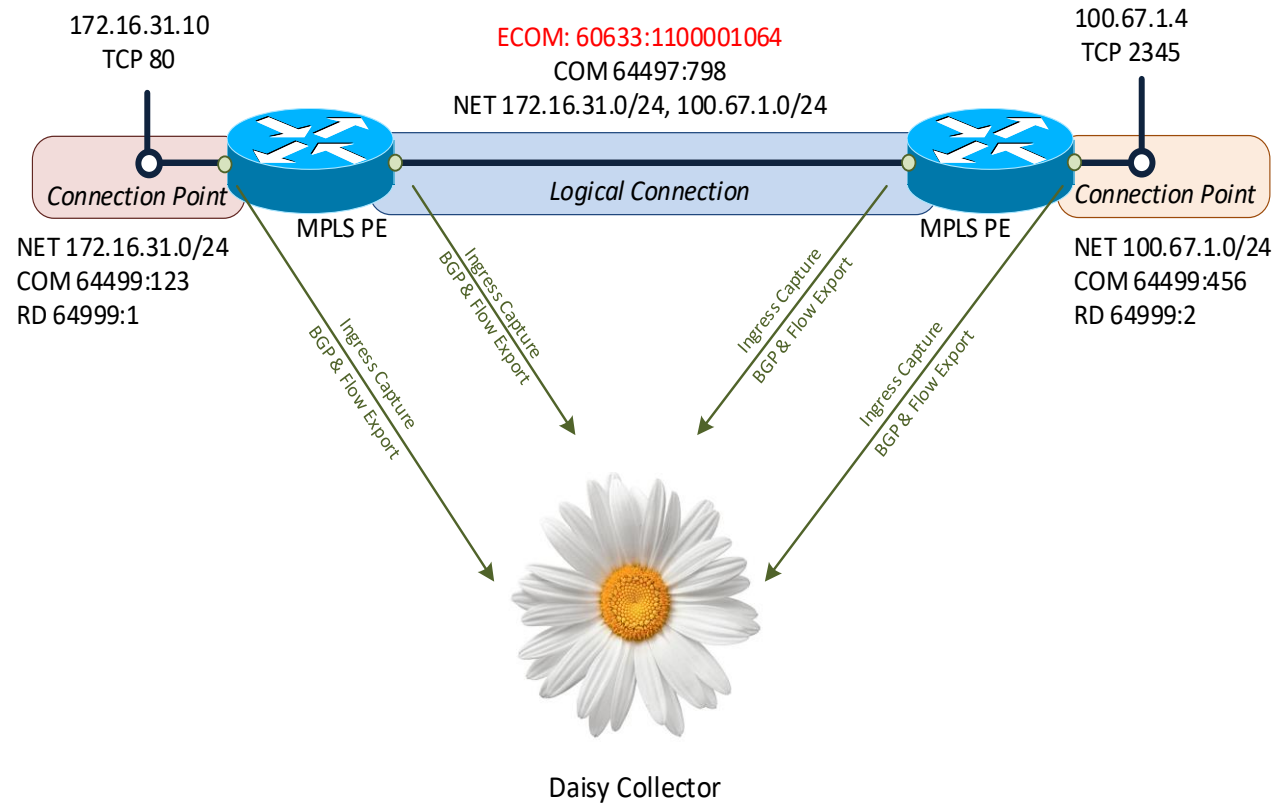 172.16.31.10
TCP 80
ECOM: 60633:1100001064
COM 64497:798
NET 172.16.31.0/24, 100.67.1.0/24
100.67.1.4
TCP 2345
Connection Point
Logical Connection
Connection Point
MPLS PE
MPLS PE
NET 172.16.31.0/24
COM 64499:123
RD 64999:1
NET 100.67.1.0/24
COM 64499:456
RD 64999:2
Ingress Capture
BGP & Flow Export
Ingress Capture
BGP & Flow Export
Ingress Capture
BGP & Flow Export
Ingress Capture
BGP & Flow Export
Daisy Collector